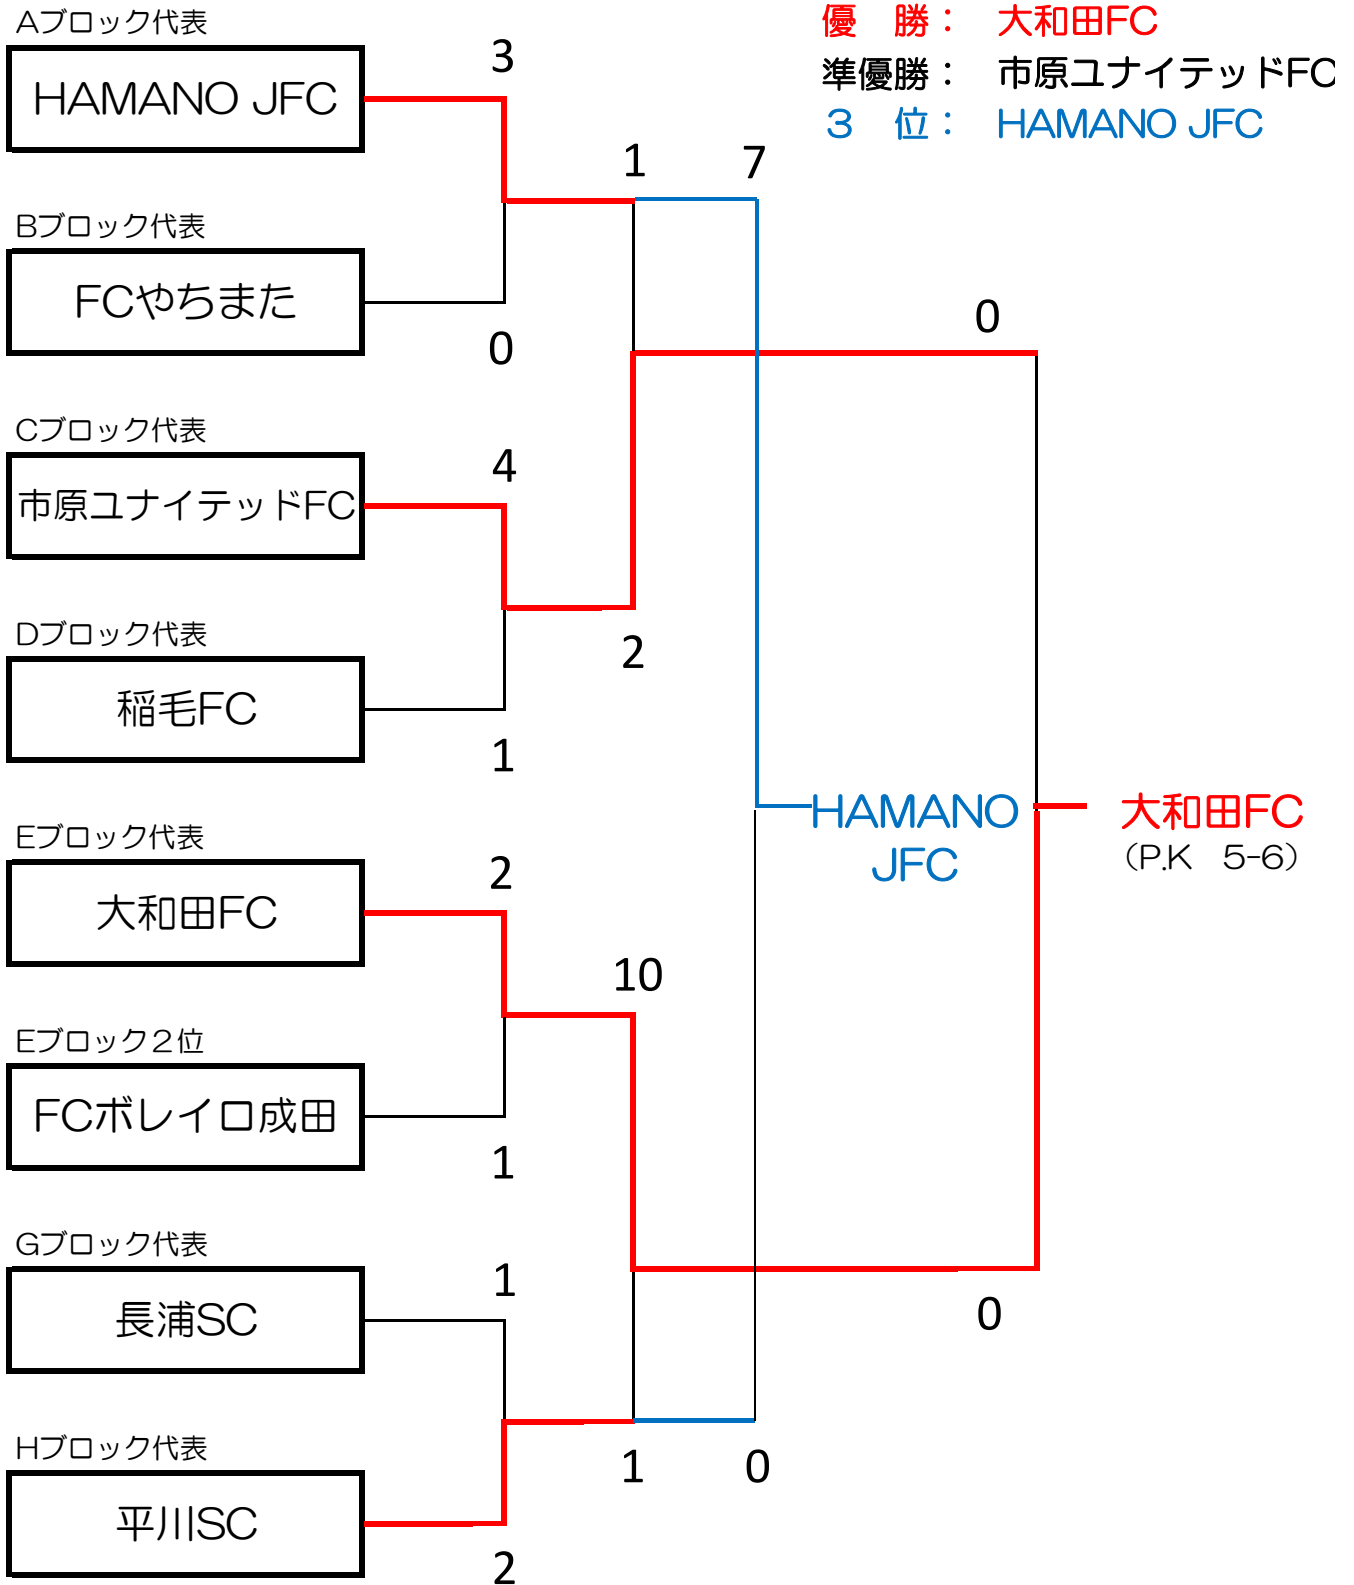 優　勝：　大和田FC
準優勝：　市原ユナイテッドFC
３　位：　HAMANO JFC
Aブロック代表
HAMANO JFC
3
1
7
Bブロック代表
FCやちまた
0
0
Cブロック代表
市原ユナイテッドFC
4
Dブロック代表
稲毛FC
2
1
HAMANO
JFC
大和田FC
（P.K　5-6）
Eブロック代表
大和田FC
2
10
Eブロック２位
FCボレイロ成田
1
Gブロック代表
長浦SC
1
0
Hブロック代表
平川SC
1
0
2